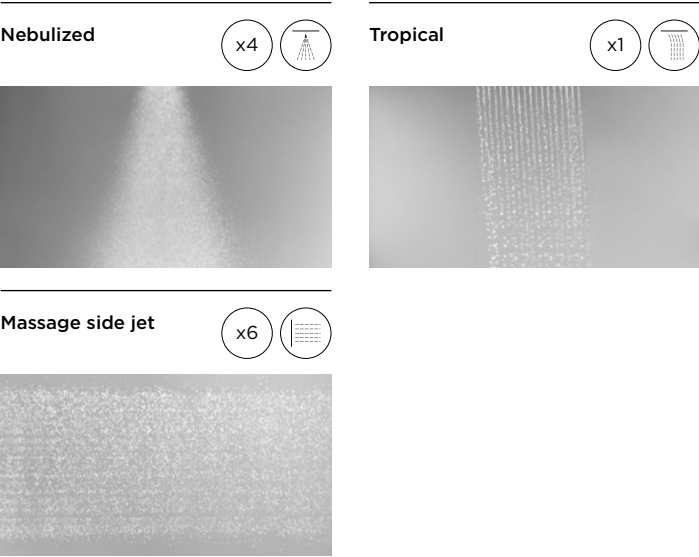 Nebulized
x4
Tropical
x1
Massage side jet
x6